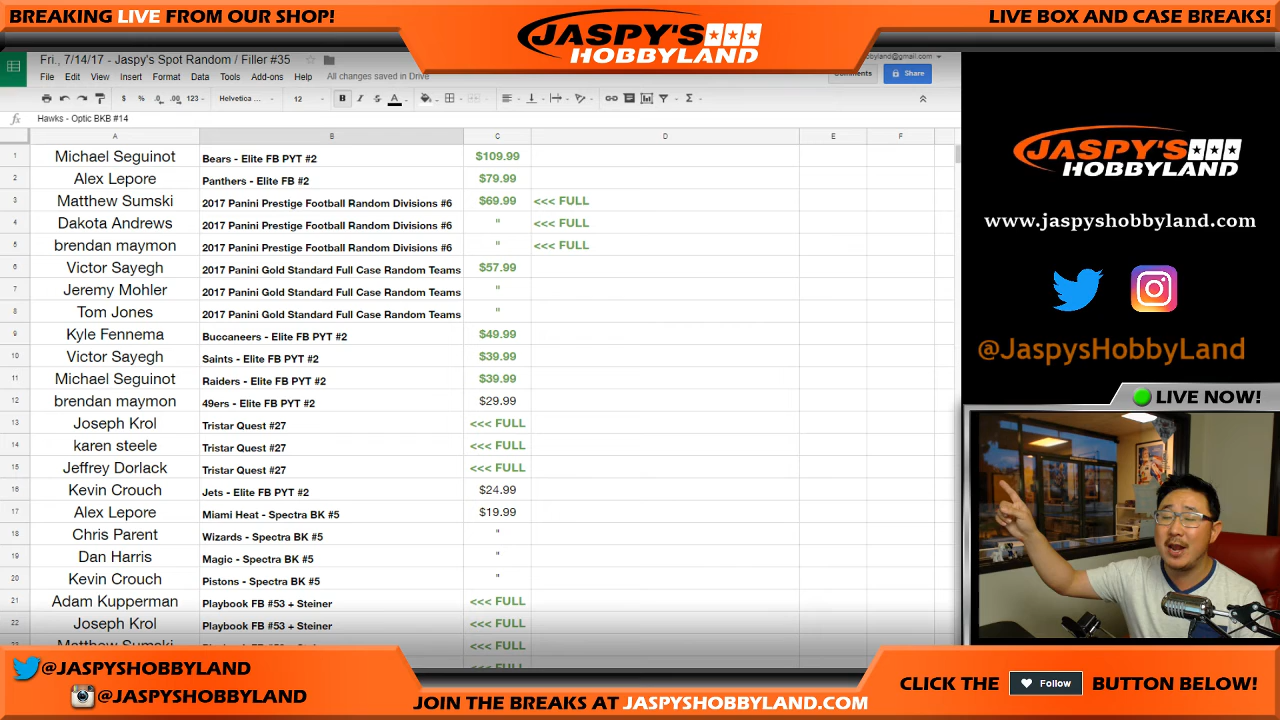 BREAKING LIVE FROM OUR SHOP!
JASPY'S
HOBBYLAND
LIVE BOX AND CASE BREAKS!
Fri., 7/14/17 - Jaspy's Spot Random / Filler #35
File Edit View Insert Format Data Tools Add-ons Help All changes saved in Drive
byland@gmail.com
Comments Share
$ % .0 .00 123 Helvetica ... 12 B I S A
fx Hawks - Optic BKB #14
A B C D E F
1 Michael Seguinot Bears - Elite FB PYT #2 $109.99
2 Alex Lepore Panthers - Elite FB #2 $79.99
3 Matthew Sumski 2017 Panini Prestige Football Random Divisions #6 $69.99 <<< FULL
4 Dakota Andrews 2017 Panini Prestige Football Random Divisions #6 " <<< FULL
5 brendan maymon 2017 Panini Prestige Football Random Divisions #6 " <<< FULL
6 Victor Sayegh 2017 Panini Gold Standard Full Case Random Teams $57.99
7 Jeremy Mohler 2017 Panini Gold Standard Full Case Random Teams "
8 Tom Jones 2017 Panini Gold Standard Full Case Random Teams "
9 Kyle Fennema Buccaneers - Elite FB PYT #2 $49.99
10 Victor Sayegh Saints - Elite FB PYT #2 $39.99
11 Michael Seguinot Raiders - Elite FB PYT #2 $39.99
12 brendan maymon 49ers - Elite FB PYT #2 $29.99
13 Joseph Krol Tristar Quest #27 <<< FULL
14 karen steele Tristar Quest #27 <<< FULL
15 Jeffrey Dorlack Tristar Quest #27 <<< FULL
16 Kevin Crouch Jets - Elite FB PYT #2 $24.99
17 Alex Lepore Miami Heat - Spectra BK #5 $19.99
18 Chris Parent Wizards - Spectra BK #5 "
19 Dan Harris Magic - Spectra BK #5 "
20 Kevin Crouch Pistons - Spectra BK #5 "
21 Adam Kupperman Playbook FB #53 + Steiner <<< FULL
22 Joseph Krol Playbook FB #53 + Steiner <<< FULL
Matthew Sumski <<< FULL
<<< FULL
JASPY'S
HOBBYLAND
www.jaspyshobbyland.com
@JaspysHobbyLand
LIVE NOW!
@JASPYSHOBBYLAND
@JASPYSHOBBYLAND
JOIN THE BREAKS AT JASPYSHOBBYLAND.COM
CLICK THE Follow BUTTON BELOW!